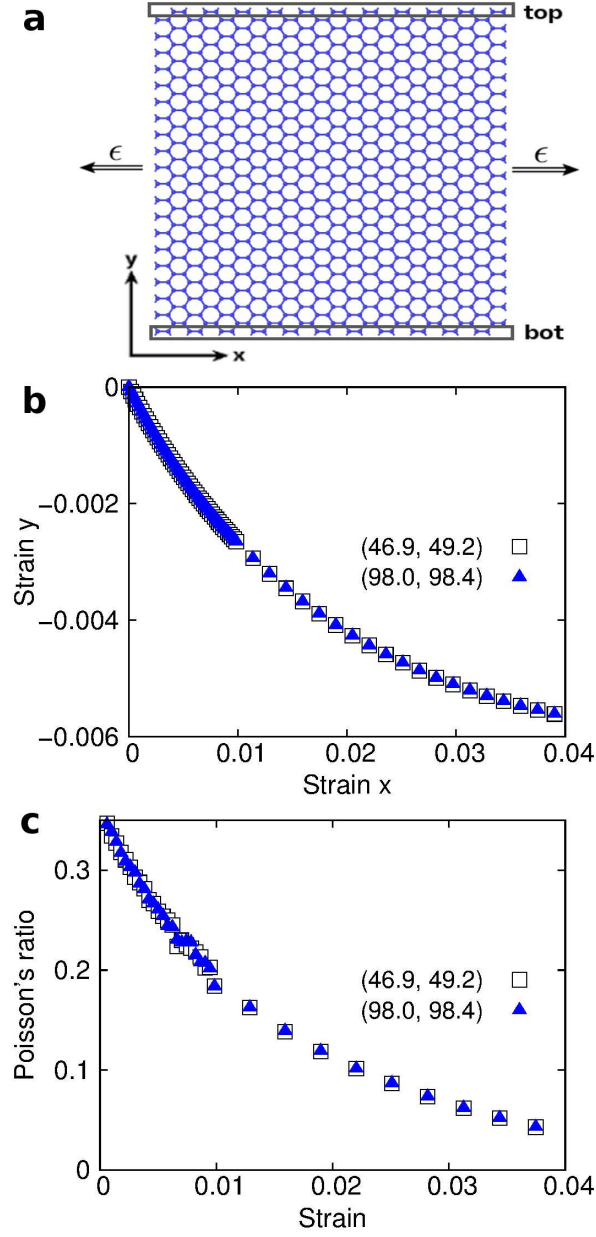 a
top
ϵ
ϵ
y
x
bot
b
0
−0.002
−0.004
−0.006
Strain y
(46.9, 49.2)
(98.0, 98.4)
0 0.01 0.02 0.03 0.04
Strain x
c
0.3
0.2
0.1
0
Poisson's ratio
(46.9, 49.2)
(98.0, 98.4)
0 0.01 0.02 0.03 0.04
Strain